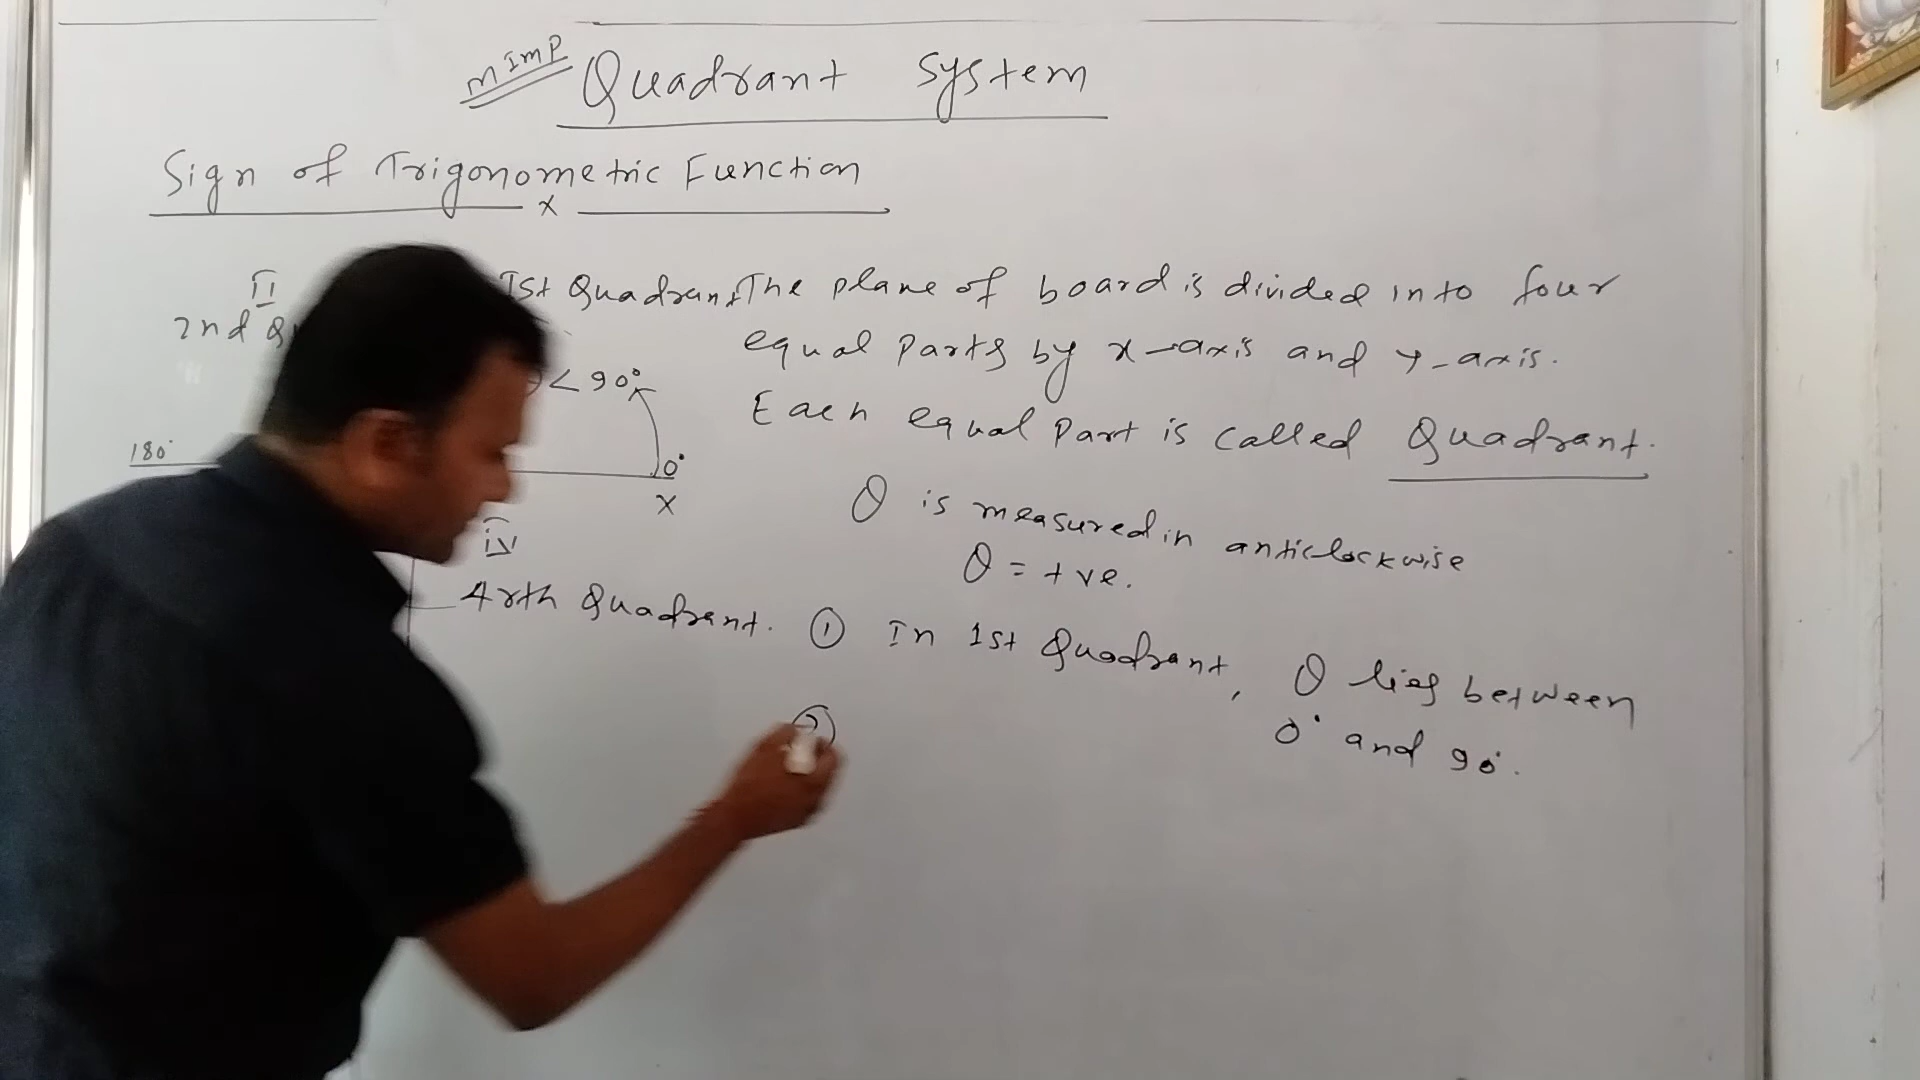 M Imp Quadrant System
Sign of Trigonometric Function
x
II
2nd
Ist Quadrant
The plane of board is divided into four
equal Parts by x-axis and y-axis.
Each equal Part is called Quadrant.
< 90°
180°
0°
X
θ is measured in anticlockwise
θ = +ve.
IV
4rth Quadrant.
① In 1st Quadrant, θ lies between
0° and 90°.
②